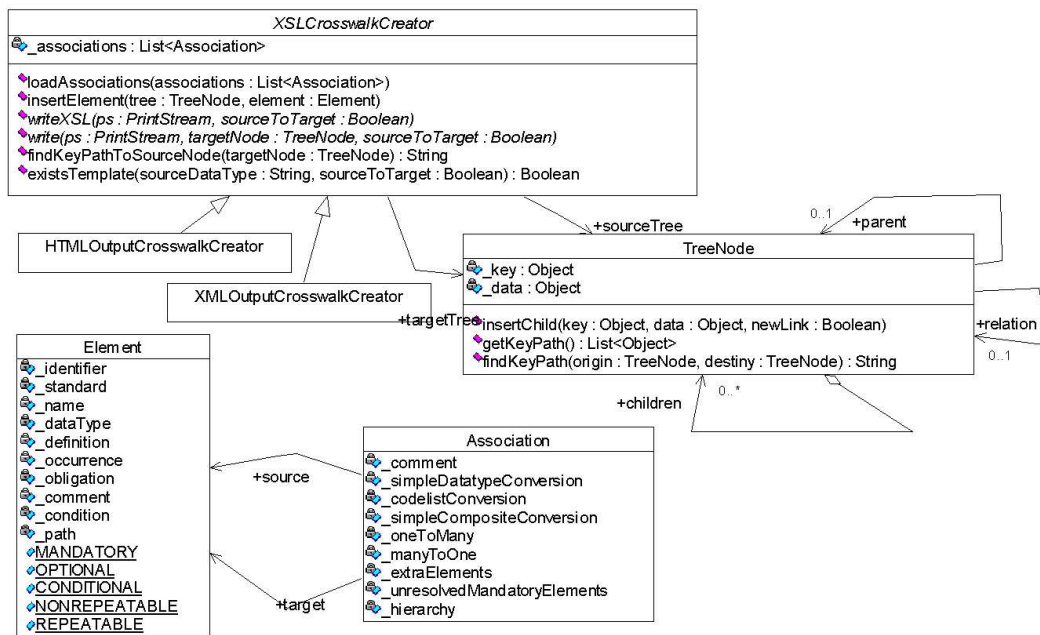 XSLCrosswalkCreator
_associations : List<Association>
loadAssociations(associations : List<Association>)
insertElement(tree : TreeNode, element : Element)
writeXSL(ps : PrintStream, sourceToTarget : Boolean)
write(ps : PrintStream, targetNode : TreeNode, sourceToTarget : Boolean)
findKeyPathToSourceNode(targetNode : TreeNode) : String
existsTemplate(sourceDataType : String, sourceToTarget : Boolean) : Boolean
HTMLOutputCrosswalkCreator
XMLOutputCrosswalkCreator
+sourceTree
+targetTree
0..1
+parent
TreeNode
_key : Object
_data : Object
insertChild(key : Object, data : Object, newLink : Boolean)
getKeyPath() : List<Object>
findKeyPath(origin : TreeNode, destiny : TreeNode) : String
+relation
0..1
+children
0..*
Element
_identifier
_standard
_name
_dataType
_definition
_occurrence
_obligation
_comment
_condition
_path
MANDATORY
OPTIONAL
CONDITIONAL
NONREPEATABLE
REPEATABLE
+source
+target
Association
_comment
_simpleDatatypeConversion
_codelistConversion
_simpleCompositeConversion
_oneToMany
_manyToOne
_extraElements
_unresolvedMandatoryElements
_hierarchy